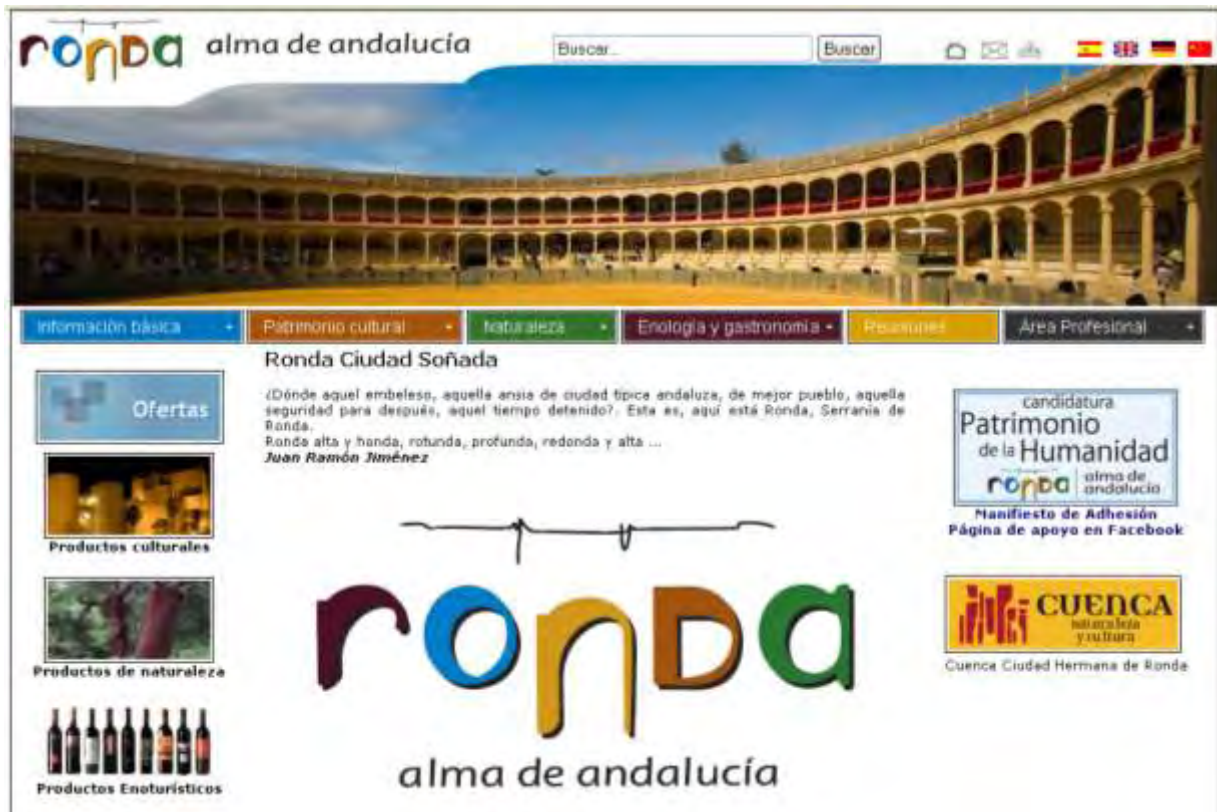 ronda alma de andalucía
Buscar...
Buscar
Información básica
Patrimonio cultural
Naturaleza
Enología y gastronomía
Reuniones
Área Profesional
Ofertas
Productos culturales
Productos de naturaleza
Productos Enoturísticos
Ronda Ciudad Soñada
¿Dónde aquel embeleso, aquella ansia de ciudad típica andaluza, de mejor pueblo, aquella
seguridad para después, aquel tiempo detenido?. Esta es, aquí está Ronda, Serranía de
Ronda.
Ronda alta y honda, rotunda, profunda, redonda y alta ...
Juan Ramón Jiménez
ronda
alma de andalucía
candidatura
Patrimonio
de la Humanidad
ronda alma de
andalucía
Manifiesto de Adhesión
Página de apoyo en Facebook
CUENCA
naturaleza
y cultura
Cuenca Ciudad Hermana de Ronda